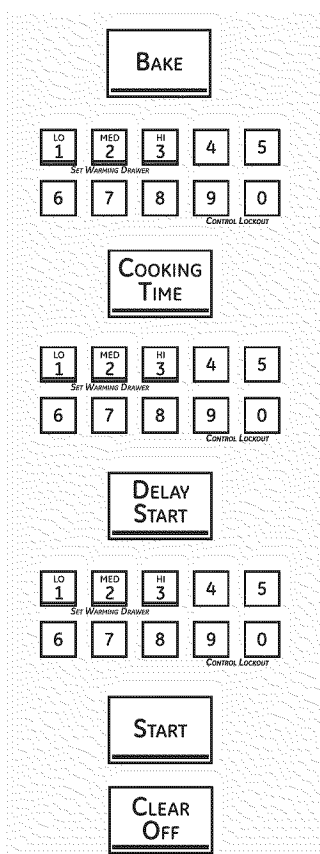 BAKE
LO MED HI
1 2 3 4 5
SET WARMING DRAWER
6 7 8 9 0
CONTROL LOCKOUT
COOKING
TIME
LO MED HI
1 2 3 4 5
SET WARMING DRAWER
6 7 8 9 0
CONTROL LOCKOUT
DELAY
START
LO MED HI
1 2 3 4 5
SET WARMING DRAWER
6 7 8 9 0
CONTROL LOCKOUT
START
CLEAR
OFF